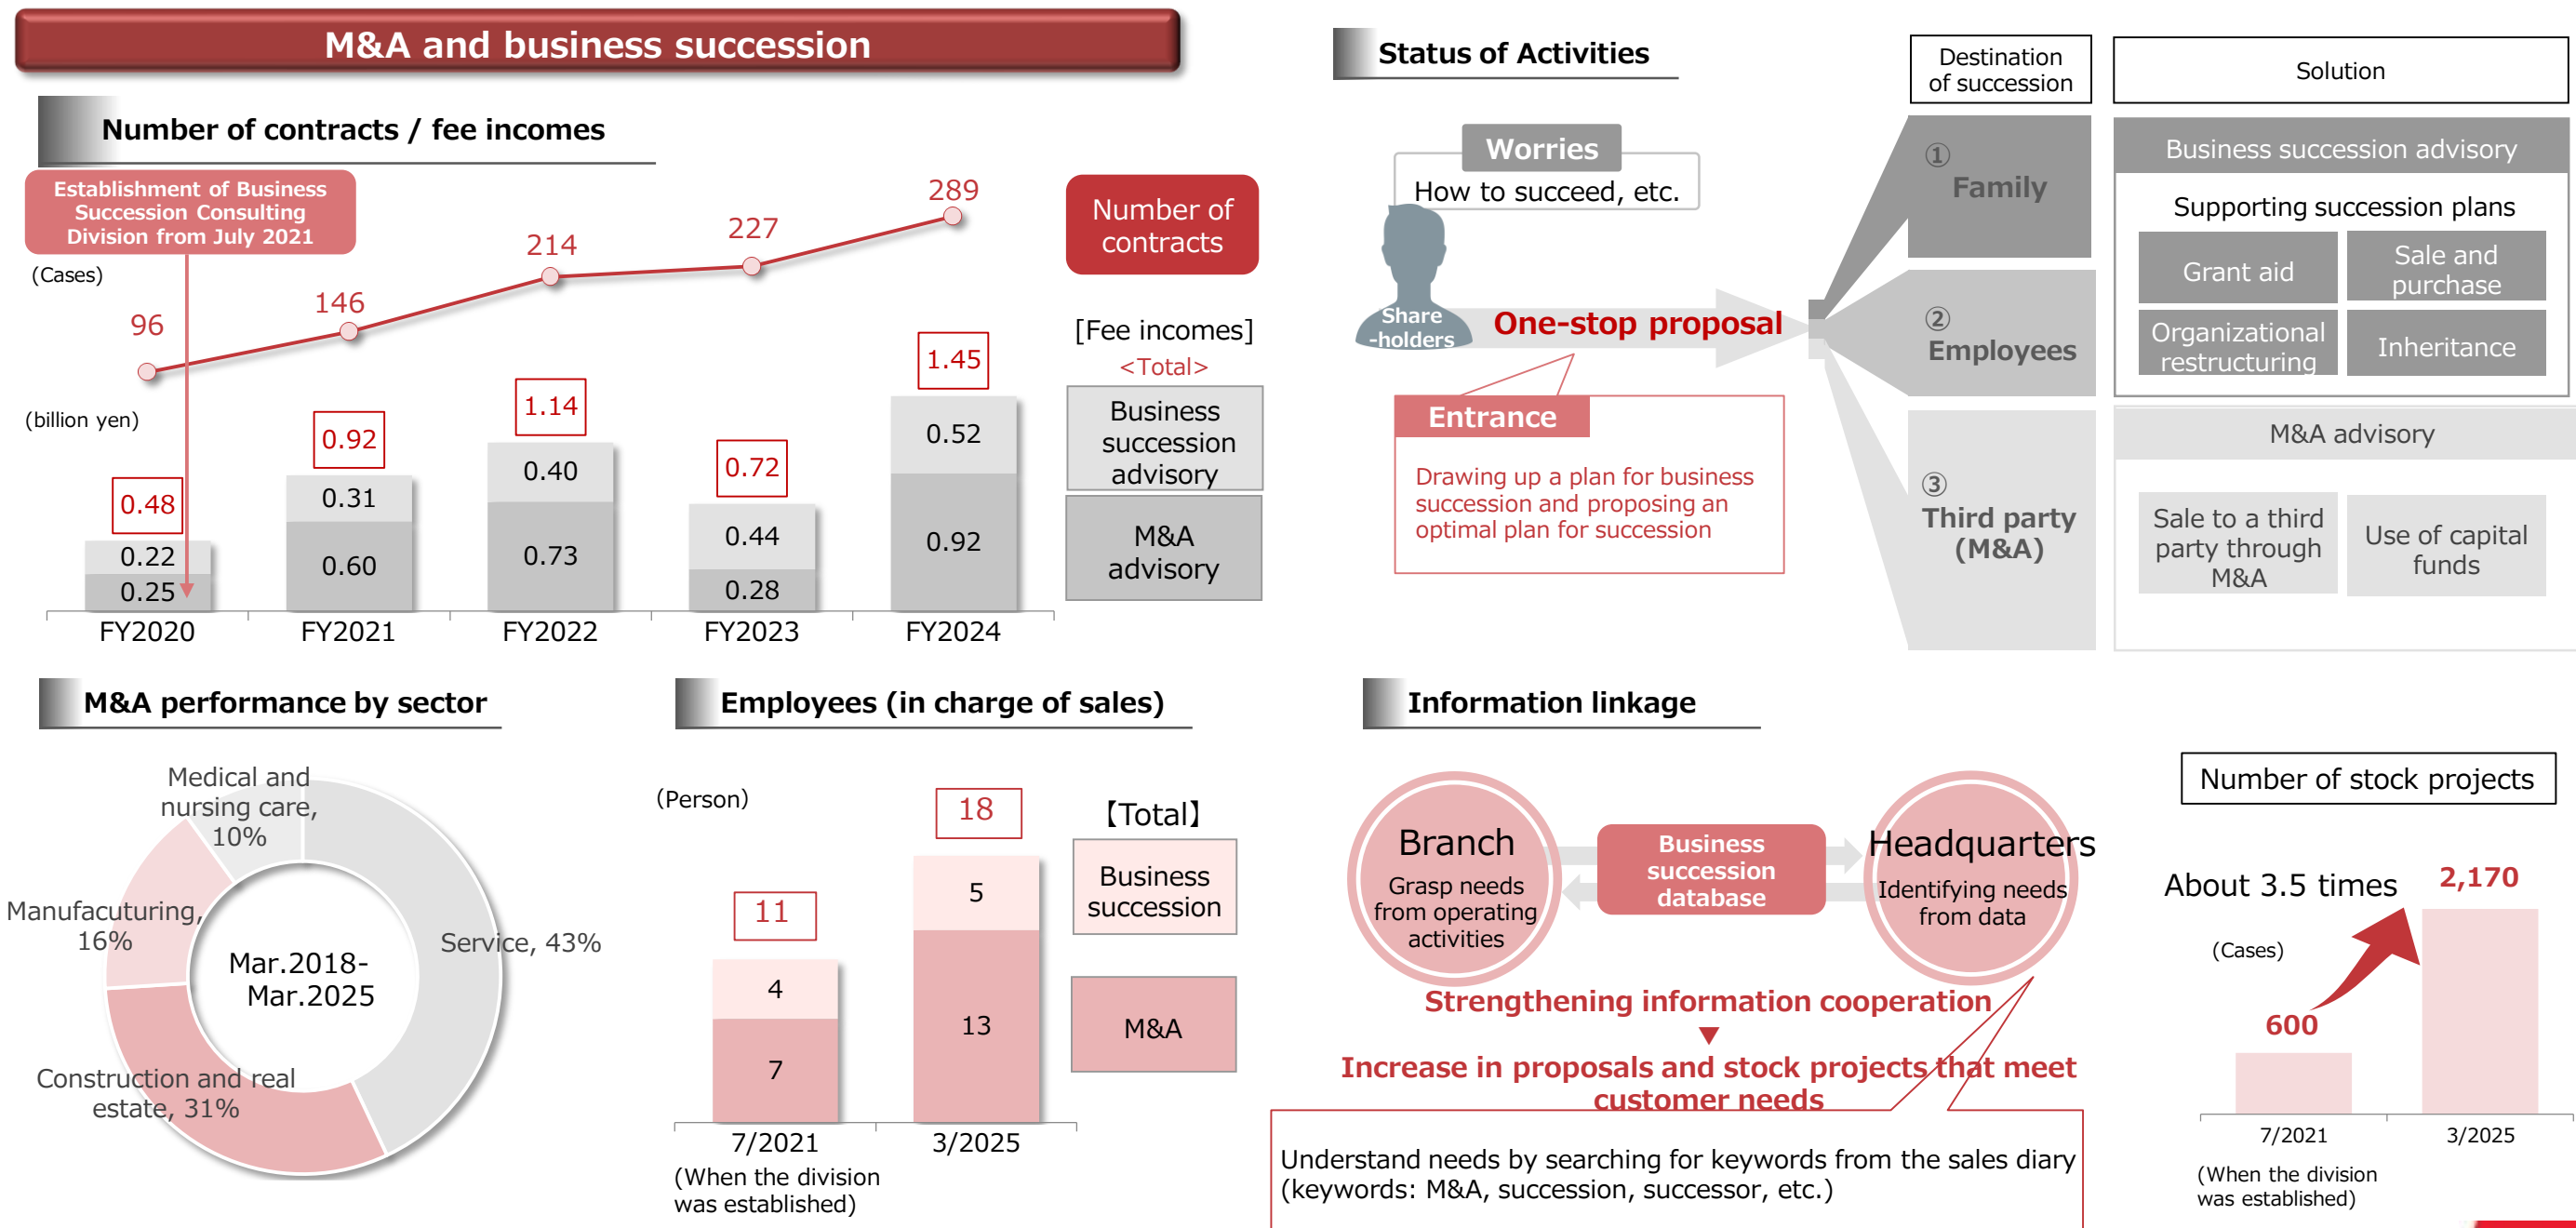 M&A and business succession
Number of contracts / fee incomes
Establishment of Business
Succession Consulting
Division from July 2021
(Cases)
96
146
214
227
289
Number of
contracts
(billion yen)
0.48
0.92
1.14
0.72
1.45
0.22
0.31
0.40
0.44
0.52
0.25
0.60
0.73
0.28
0.92
FY2020
FY2021
FY2022
FY2023
FY2024
[Fee incomes]
<Total>
Business
succession
advisory
M&A
advisory
Status of Activities
Destination
of succession
Solution
Worries
How to succeed, etc.
Share
-holders
One-stop proposal
Entrance
Drawing up a plan for business
succession and proposing an
optimal plan for succession
①
Family
②
Employees
③
Third party
(M&A)
Business succession advisory
Supporting succession plans
Grant aid
Sale and
purchase
Organizational
restructuring
Inheritance
M&A advisory
Sale to a third
party through
M&A
Use of capital
funds
M&A performance by sector
Medical and
nursing care,
10%
Manufacuturing,
16%
Service, 43%
Construction and real
estate, 31%
Mar.2018-
Mar.2025
Employees (in charge of sales)
(Person)
11
4
7
18
5
13
7/2021
3/2025
(When the division
was established)
【Total】
Business
succession
M&A
Information linkage
Branch
Grasp needs
from operating
activities
Business
succession
database
Headquarters
Identifying needs
from data
Strengthening information cooperation
▼
Increase in proposals and stock projects that meet
customer needs
Understand needs by searching for keywords from the sales diary
(keywords: M&A, succession, successor, etc.)
Number of stock projects
About 3.5 times
2,170
(Cases)
600
7/2021
3/2025
(When the division
was established)